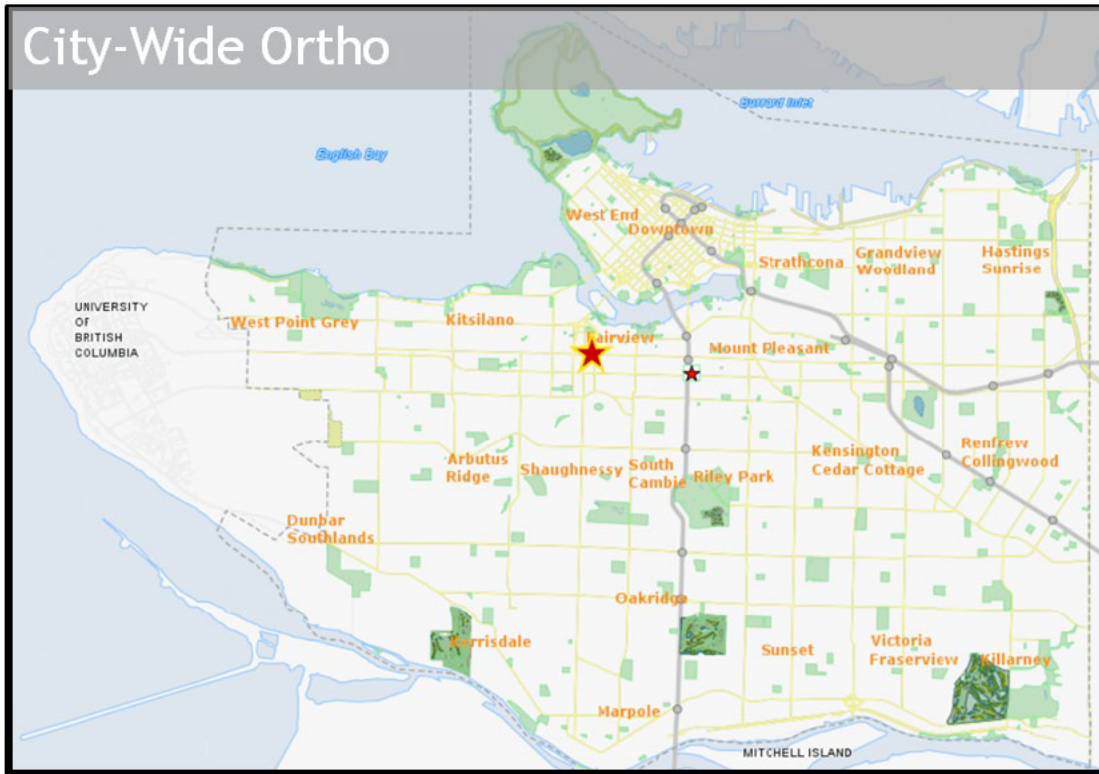 City-Wide Ortho
Burrard Inlet
English Bay
West End
Downtown
Strathcona
Grandview
Woodland
Hastings
Sunrise
UNIVERSITY
OF
BRITISH
COLUMBIA
West Point Grey
Kitsilano
Fairview
Mount Pleasant
Arbutus
Ridge
Shaughnessy
South
Cambie
Riley Park
Kensington
Cedar Cottage
Renfrew
Collingwood
Dunbar
Southlands
Oakridge
Kerrisdale
Sunset
Victoria
Fraserview
Killarney
Marpole
MITCHELL ISLAND